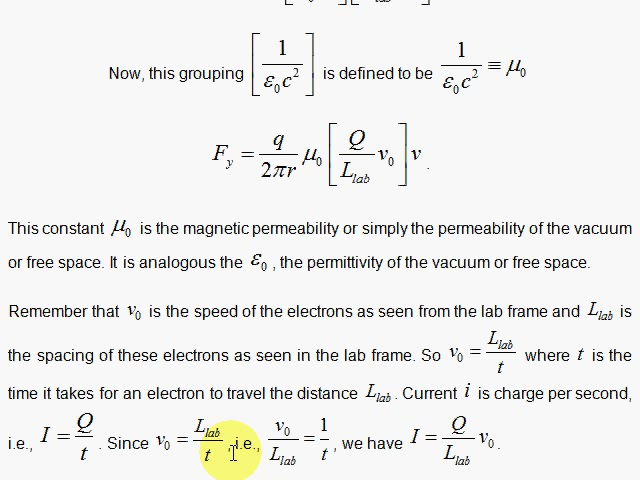 Now, this grouping [1/ε₀c²] is defined to be 1/ε₀c² ≡ μ₀
F_y = q/2πr μ₀ [Q/L_lab v₀] v .
This constant μ₀ is the magnetic permeability or simply the permeability of the vacuum
or free space. It is analogous the ε₀ , the permittivity of the vacuum or free space.
Remember that v₀ is the speed of the electrons as seen from the lab frame and L_lab is
the spacing of these electrons as seen in the lab frame. So v₀ = L_lab/t where t is the
time it takes for an electron to travel the distance L_lab . Current i is charge per second,
i.e., I = Q/t . Since v₀ = L_lab/t , i.e., v₀/L_lab = 1/t , we have I = Q/L_lab v₀ .